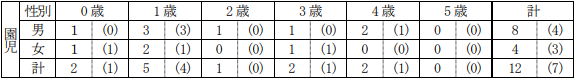 園児 性別 0歳 1歳 2歳 3歳 4歳 5歳 計
男 1 (0) 3 (3) 1 (0) 1 (0) 2 (1) 0 (0) 8 (4)
女 1 (1) 2 (1) 0 (0) 1 (1) 0 (0) 0 (0) 4 (3)
計 2 (1) 5 (4) 1 (0) 2 (1) 2 (1) 0 (0) 12 (7)